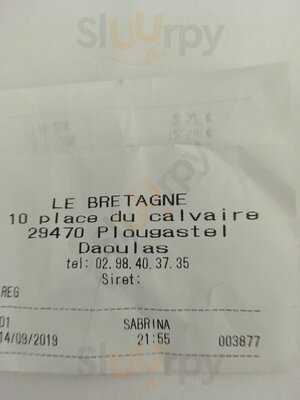 Sluurpy
LE BRETAGNE
10 place du calvaire
29470 Plougastel
Daoulas
tel: 02.98.40.37.35
Siret:
REG
01 SABRINA
14/09/2019 21:55 003877